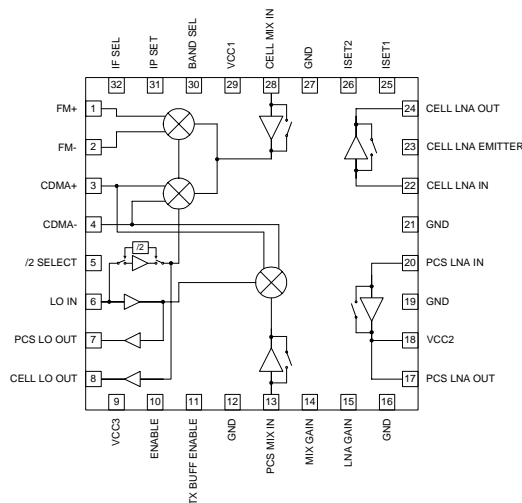 IF SEL
IP SET
BAND SEL
VCC1
CELL MIX IN
GND
ISET2
ISET1
32
31
30
29
28
27
26
25
FM+ 1
FM- 2
CDMA+ 3
CDMA- 4
/2 SELECT 5
LO IN 6
PCS LO OUT 7
CELL LO OUT 8
/2
24 CELL LNA OUT
23 CELL LNA EMITTER
22 CELL LNA IN
21 GND
20 PCS LNA IN
19 GND
18 VCC2
17 PCS LNA OUT
9
10
11
12
13
14
15
16
VCC3
ENABLE
TX BUFF ENABLE
GND
PCS MIX IN
MIX GAIN
LNA GAIN
GND